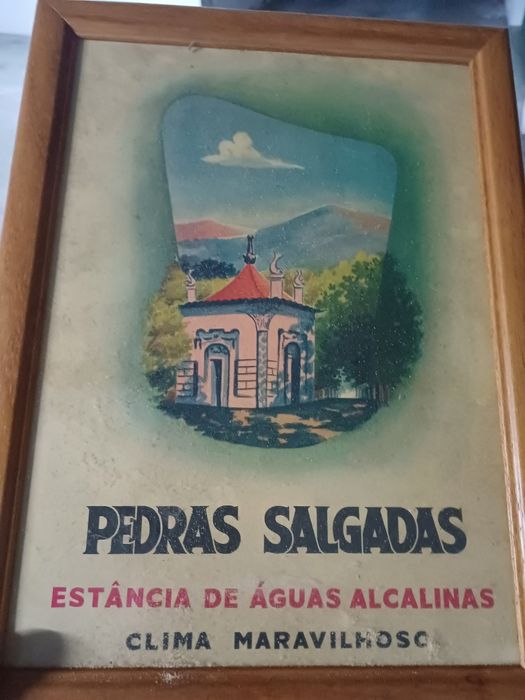 PEDRAS SALGADAS
ESTÂNCIA DE ÁGUAS ALCALINAS
CLIMA MARAVILHOSO